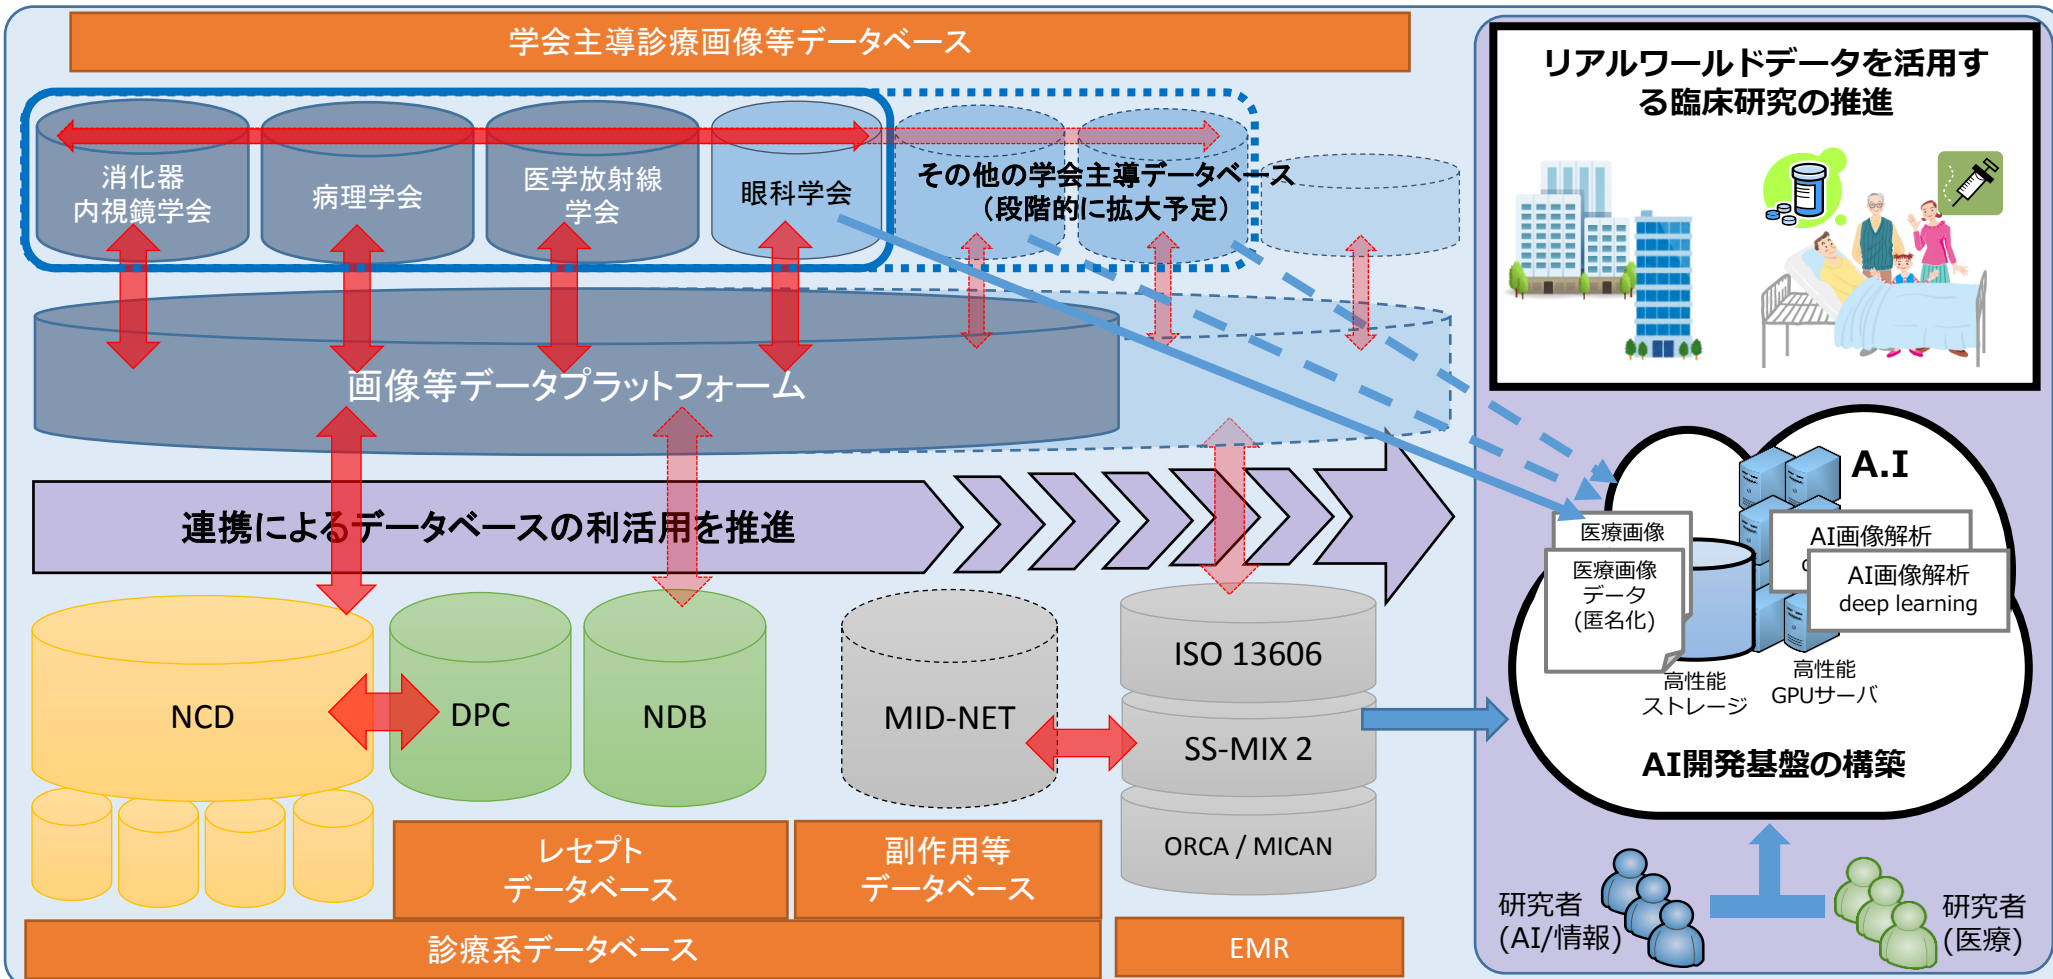 学会主導診療画像等データベース
消化器
内視鏡学会
病理学会
医学放射線
学会
眼科学会
その他の学会主導データベース
（段階的に拡大予定）
画像等データプラットフォーム
連携によるデータベースの利活用を推進
NCD
DPC
NDB
MID-NET
ISO 13606
SS-MIX 2
ORCA / MICAN
レセプト
データベース
副作用等
データベース
診療系データベース
EMR
リアルワールドデータを活用す
る臨床研究の推進
A.I
医療画像
医療画像
データ
(匿名化)
AI画像解析
AI画像解析
deep learning
高性能
ストレージ
高性能
GPUサーバ
AI開発基盤の構築
研究者
(AI/情報)
研究者
(医療)